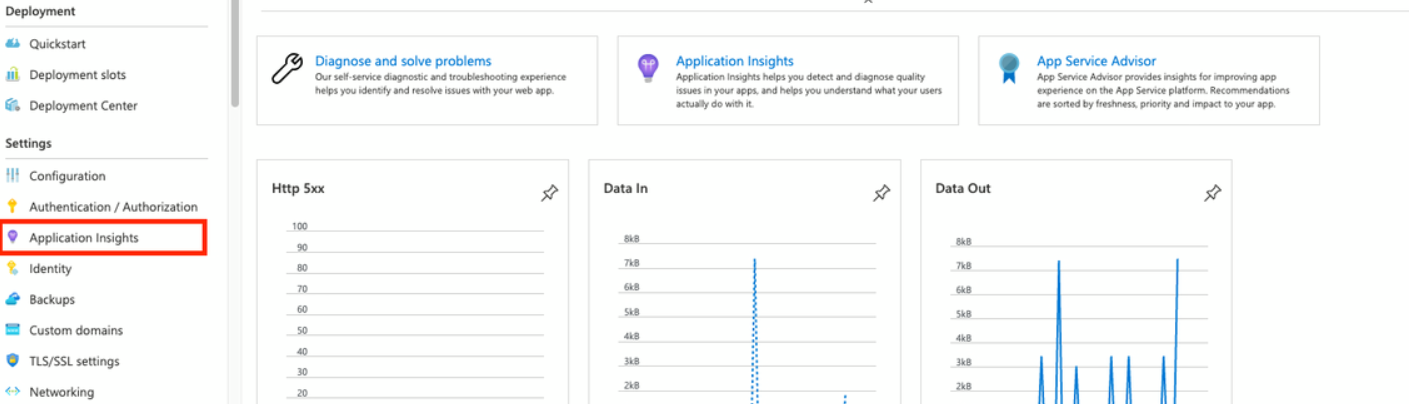 Deployment
Quickstart
Deployment slots
Deployment Center
Settings
Configuration
Authentication / Authorization
Application Insights
Identity
Backups
Custom domains
TLS/SSL settings
Networking
Diagnose and solve problems
Our self-service diagnostic and troubleshooting experience
helps you identify and resolve issues with your web app.
Application Insights
Application Insights helps you detect and diagnose quality
issues in your apps, and helps you understand what your users
actually do with it.
App Service Advisor
App Service Advisor provides insights for improving app
experience on the App Service platform. Recommendations
are sorted by freshness, priority and impact to your app.
Http 5xx
100
90
80
70
60
50
40
30
20
Data In
8kB
7kB
6kB
5kB
4kB
3kB
2kB
Data Out
8kB
7kB
6kB
5kB
4kB
3kB
2kB